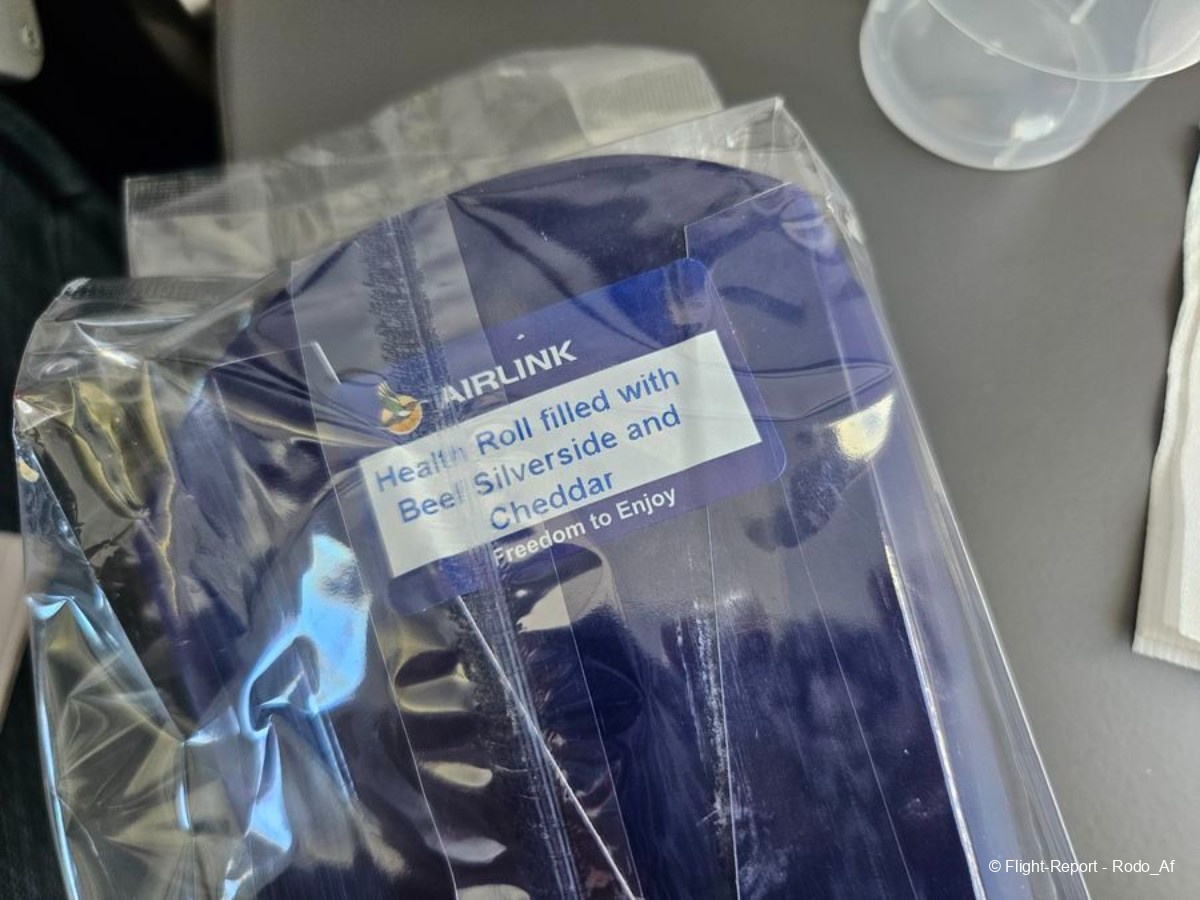 AIRLINK
Health Roll filled with
Beef Silverside and
Cheddar
Freedom to Enjoy
© Flight-Report - Rodo_Af